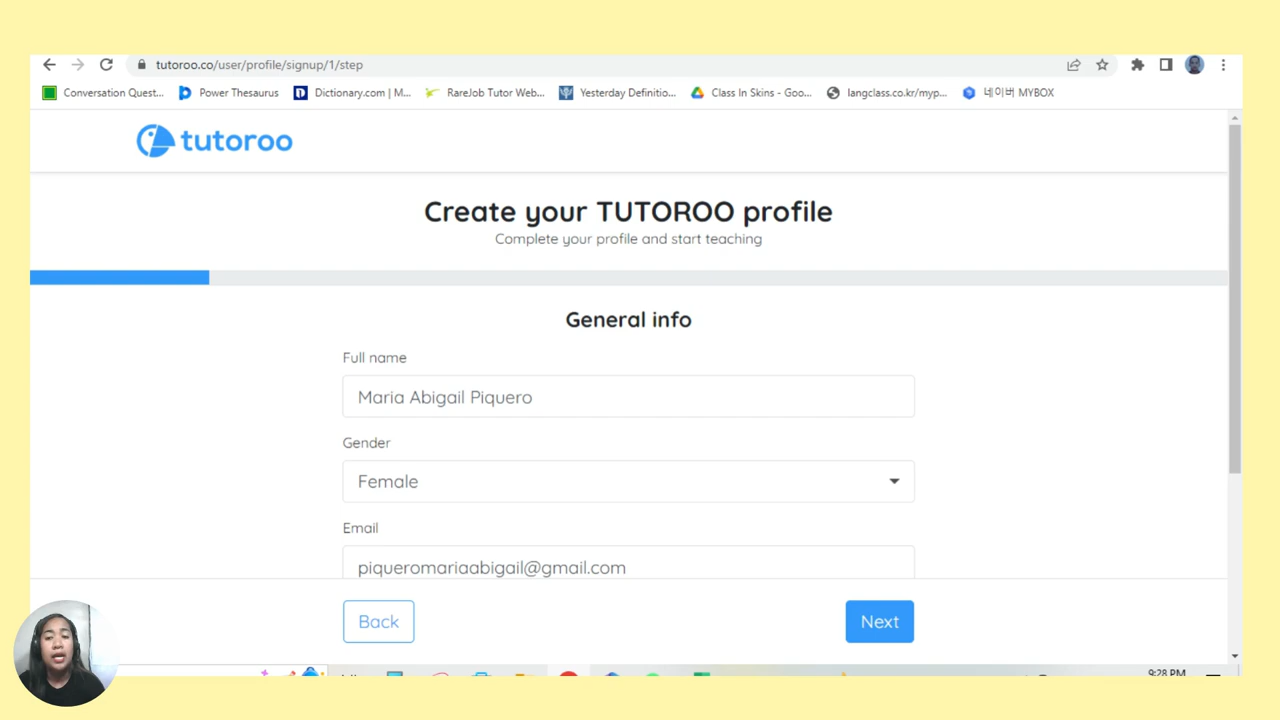 tutoroo.co/user/profile/signup/1/step
Conversation Quest... Power Thesaurus Dictionary.com | M... RareJob Tutor Web... Yesterday Definitio... Class In Skins - Goo... langclass.co.kr/myp... 네이버 MYBOX
tutoroo
Create your TUTOROO profile
Complete your profile and start teaching
General info
Full name
Maria Abigail Piquero
Gender
Female
Email
piqueromariaabigail@gmail.com
Back Next
9:28 PM